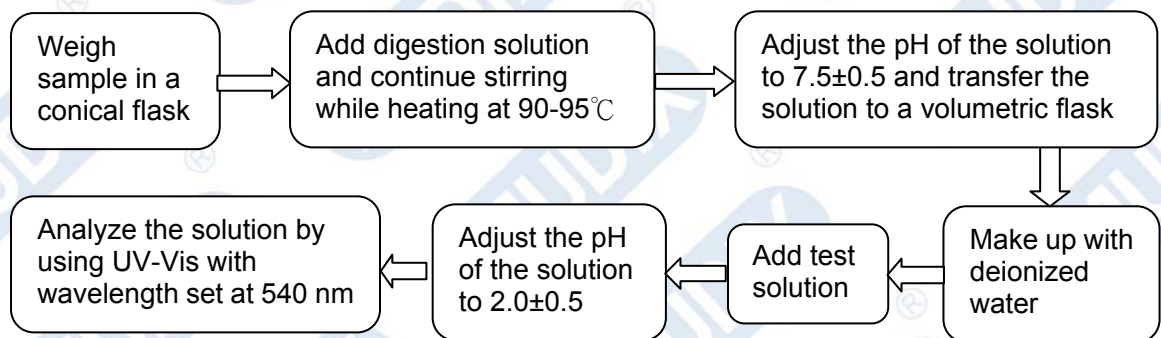 Weigh
sample in a
conical flask
Add digestion solution
and continue stirring
while heating at 90-95℃
Adjust the pH of the solution
to 7.5±0.5 and transfer the
solution to a volumetric flask
Make up with
deionized
water
Add test
solution
Adjust the pH
of the solution
to 2.0±0.5
Analyze the solution by
using UV-Vis with
wavelength set at 540 nm